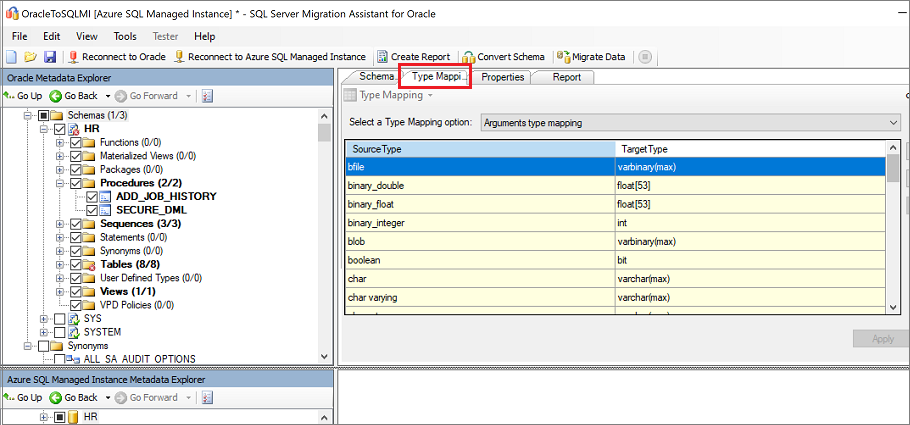 OracleToSQLMI [Azure SQL Managed Instance] * - SQL Server Migration Assistant for Oracle
File Edit View Tools Tester Help
Reconnect to Oracle Reconnect to Azure SQL Managed Instance Create Report Convert Schema Migrate Data
Oracle Metadata Explorer
Go Up Go Back Go Forward
Schemas (1/3)
HR
Functions (0/0)
Materialized Views (0/0)
Packages (0/0)
Procedures (2/2)
ADD_JOB_HISTORY
SECURE_DML
Sequences (3/3)
Statements (0/0)
Synonyms (0/0)
Tables (8/8)
User Defined Types (0/0)
Views (1/1)
VPD Policies (0/0)
SYS
SYSTEM
Synonyms
ALL_SA_AUDIT_OPTIONS
Schema... Type Mappi... Properties Report
Type Mapping
Select a Type Mapping option: Arguments type mapping
SourceType TargetType
bfile varbinary(max)
binary_double float[53]
binary_float float[53]
binary_integer int
blob varbinary(max)
boolean bit
char varchar(max)
char varying varchar(max)
Apply
Azure SQL Managed Instance Metadata Explorer
Go Up Go Back Go Forward
HR